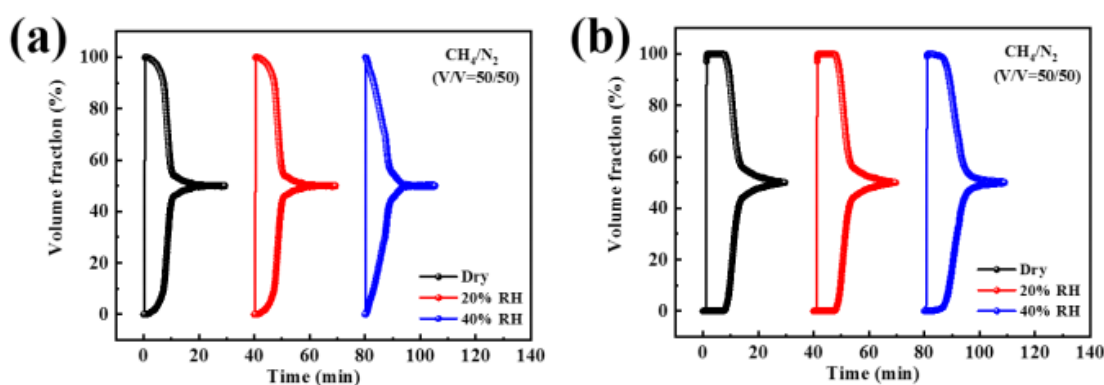 (a)
CH₄/N₂
(V/V=50/50)
Volume fraction (%)
100
80
60
40
20
0
Dry
20% RH
40% RH
0 20 40 60 80 100 120 140
Time (min)
(b)
CH₄/N₂
(V/V=50/50)
Volume fraction (%)
100
80
60
40
20
0
Dry
20% RH
40% RH
0 20 40 60 80 100 120 140
Time (min)